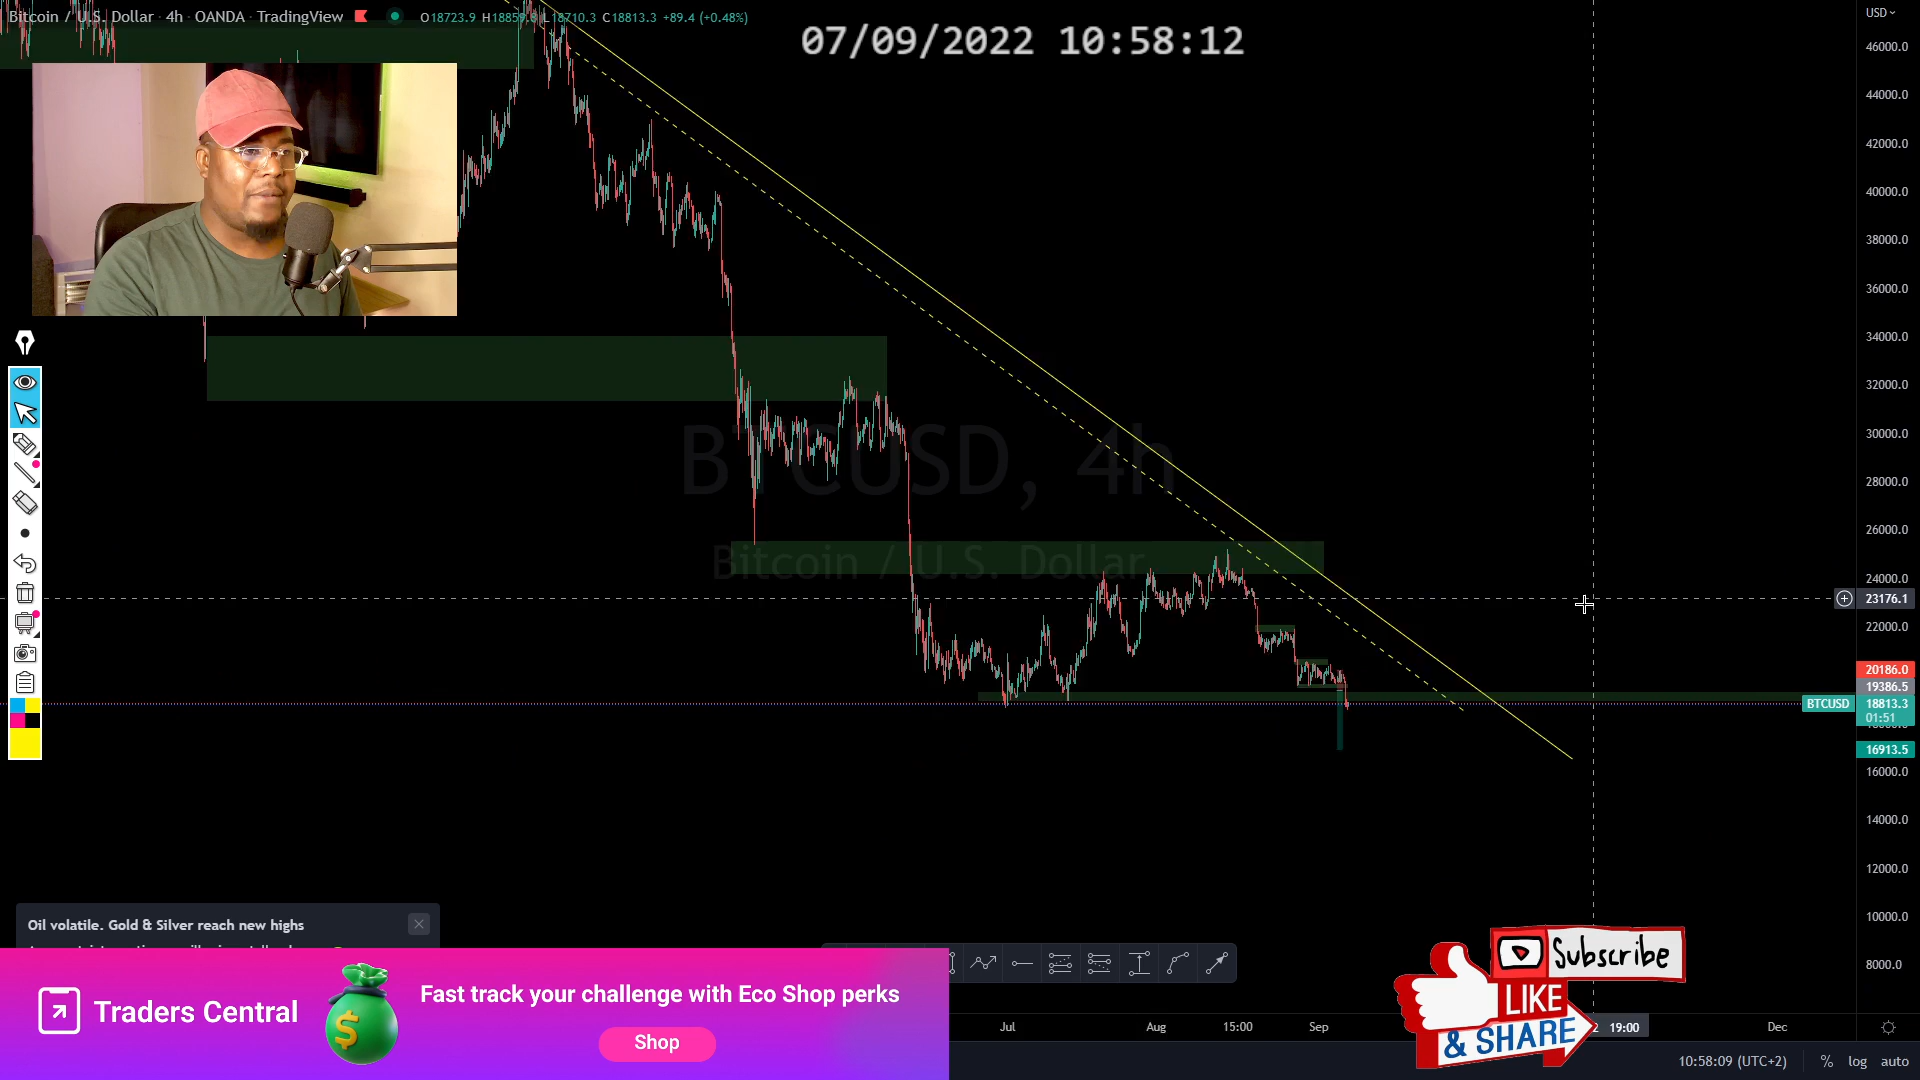 Bitcoin / U.S. Dollar · 4h · OANDA · TradingView
O18723.9 H18859.8 L18710.3 C18813.3 +89.4 (+0.48%)
07/09/2022 10:58:12
USD
46000.0
44000.0
42000.0
40000.0
38000.0
36000.0
34000.0
32000.0
30000.0
28000.0
26000.0
24000.0
23176.1
22000.0
20186.0
19386.5
BTCUSD 18813.3
01:51
16913.5
16000.0
14000.0
12000.0
10000.0
8000.0
BTCUSD, 4h
Bitcoin / U.S. Dollar
Oil volatile. Gold & Silver reach new highs
Traders Central
Fast track your challenge with Eco Shop perks
Shop
Subscribe
LIKE
& SHARE
Jul Aug 15:00 Sep 19:00 Dec
10:58:09 (UTC+2) % log auto